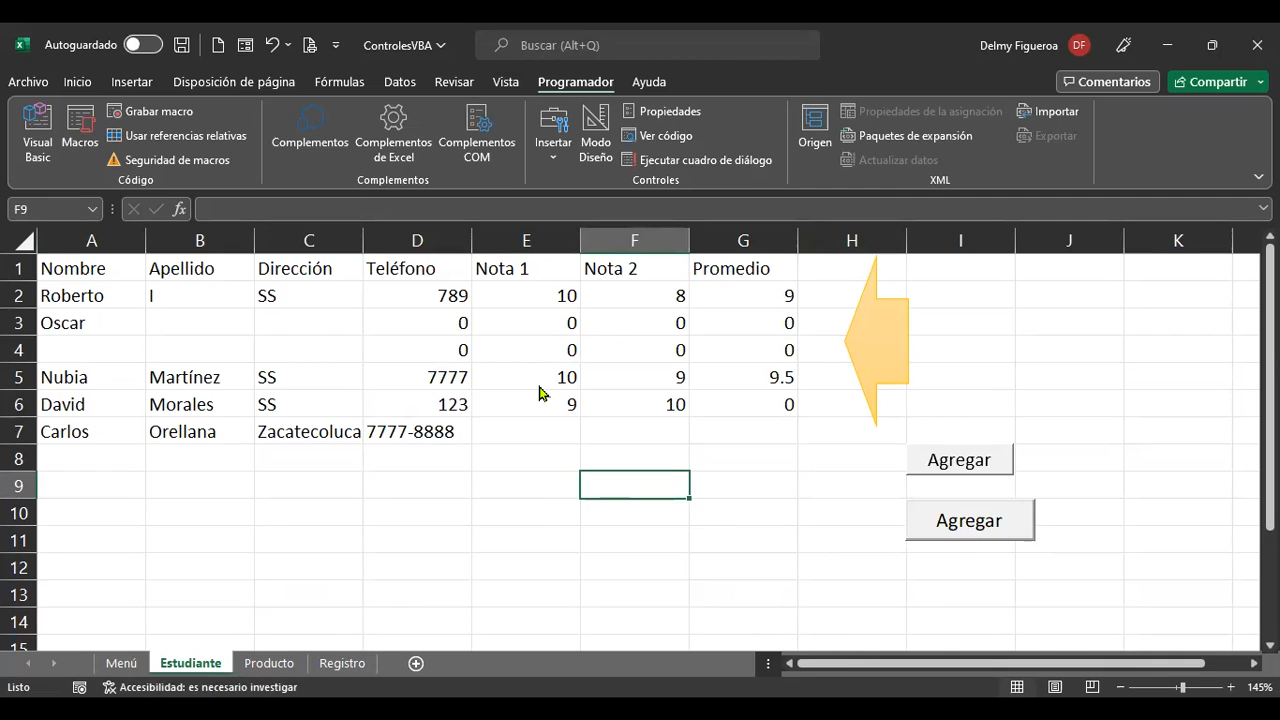 Autoguardado ControlesVBA Buscar (Alt+Q) Delmy Figueroa DF
Archivo Inicio Insertar Disposición de página Fórmulas Datos Revisar Vista Programador Ayuda Comentarios Compartir
Visual Basic
Macros
Grabar macro
Usar referencias relativas
Seguridad de macros
Código
Complementos
Complementos de Excel
Complementos COM
Complementos
Insertar
Modo Diseño
Propiedades
Ver código
Ejecutar cuadro de diálogo
Controles
Origen
Propiedades de la asignación
Paquetes de expansión
Actualizar datos
Importar
Exportar
XML
F9 fx
A B C D E F G H I J K
1 Nombre Apellido Dirección Teléfono Nota 1 Nota 2 Promedio
2 Roberto I SS 789 10 8 9
3 Oscar 0 0 0 0
4 0 0 0 0
5 Nubia Martínez SS 7777 10 9 9.5
6 David Morales SS 123 9 10 0
7 Carlos Orellana Zacatecoluca 7777-8888
8 Agregar
9
10 Agregar
11
12
13
14
15
Menú Estudiante Producto Registro
Listo Accesibilidad: es necesario investigar 145%